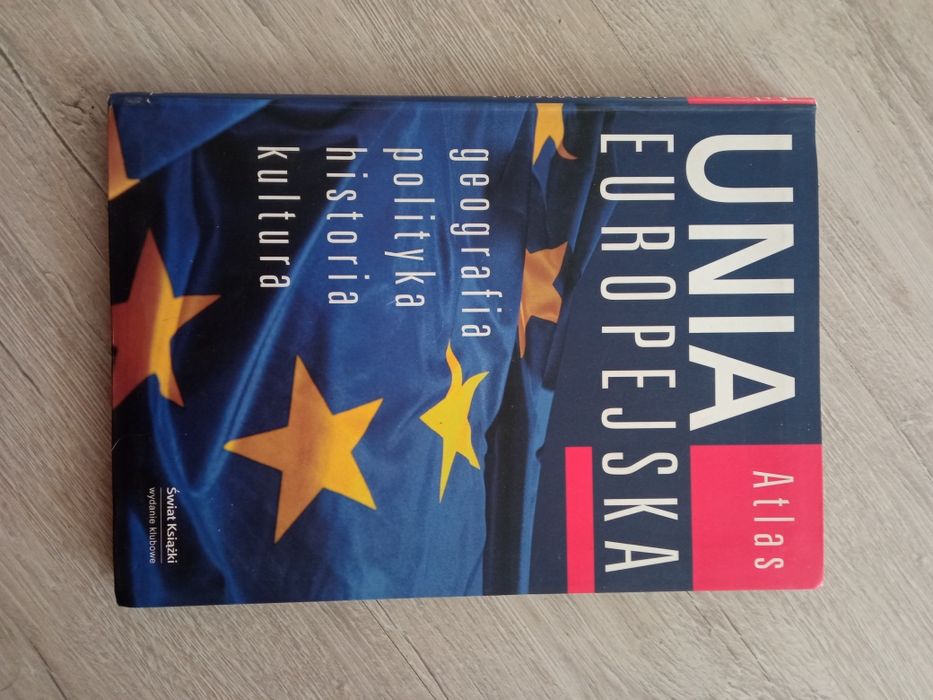 UNIA
Atlas
EUROPEJSKA
geografia
polityka
historia
kultura
Świat Książki
wydanie klubowe